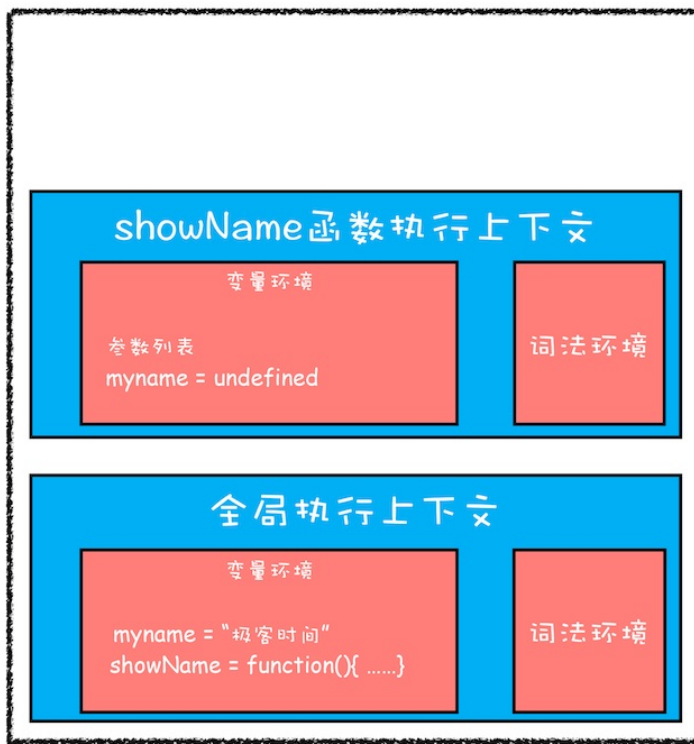 showName函数执行上下文
变量环境
参数列表
myname = undefined
词法环境
全局执行上下文
变量环境
myname = “极客时间”
showName = function(){ ......}
词法环境